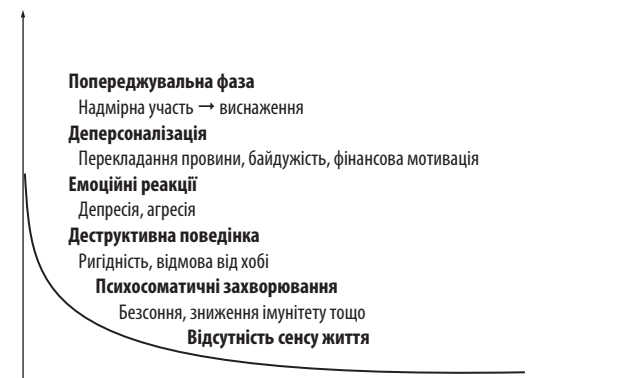 Попереджувальна фаза
Надмірна участь → виснаження
Деперсоналізація
Перекладання провини, байдужість, фінансова мотивація
Емоційні реакції
Депресія, агресія
Деструктивна поведінка
Ригідність, відмова від хобі
Психосоматичні захворювання
Безсоння, зниження імунітету тощо
Відсутність сенсу життя